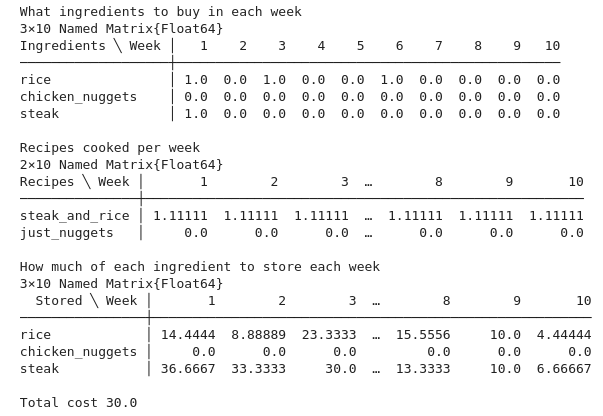 What ingredients to buy in each week
3×10 Named Matrix{Float64}
Ingredients ╲ Week │   1    2    3    4    5    6    7    8    9   10
───────────────────┼──────────────────────────────────────────────────
rice               │ 1.0  0.0  1.0  0.0  0.0  1.0  0.0  0.0  0.0  0.0
chicken_nuggets    │ 0.0  0.0  0.0  0.0  0.0  0.0  0.0  0.0  0.0  0.0
steak              │ 1.0  0.0  0.0  0.0  0.0  0.0  0.0  0.0  0.0  0.0

Recipes cooked per week
2×10 Named Matrix{Float64}
Recipes ╲ Week │       1        2        3  …        8        9       10
───────────────┼────────────────────────────────────────────────────────
steak_and_rice │ 1.11111  1.11111  1.11111  …  1.11111  1.11111  1.11111
just_nuggets   │     0.0      0.0      0.0  …      0.0      0.0      0.0

How much of each ingredient to store each week
3×10 Named Matrix{Float64}
  Stored ╲ Week │       1        2        3  …        8        9       10
────────────────┼────────────────────────────────────────────────────────
rice            │ 14.4444  8.88889  23.3333  …  15.5556     10.0  4.44444
chicken_nuggets │     0.0      0.0      0.0         0.0      0.0      0.0
steak           │ 36.6667  33.3333     30.0  …  13.3333     10.0  6.66667

Total cost 30.0